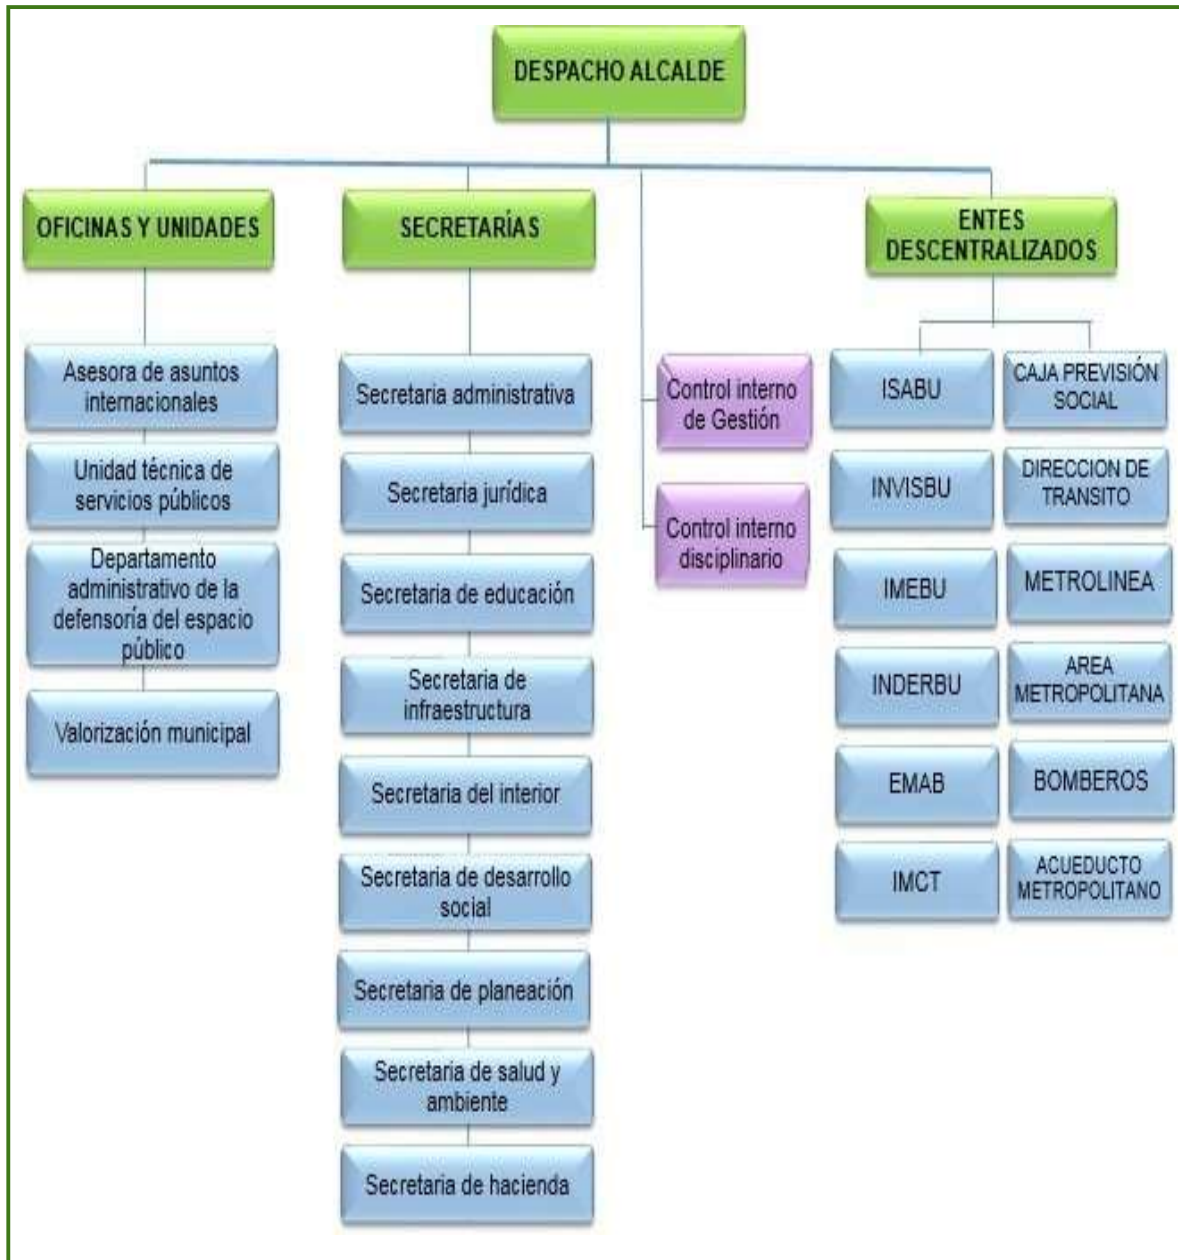 DESPACHO ALCALDE
OFICINAS Y UNIDADES
Asesora de asuntos
internacionales
Unidad técnica de
servicios públicos
Departamento
administrativo de la
defensoría del espacio
público
Valorización municipal
SECRETARÍAS
Secretaria administrativa
Secretaria jurídica
Secretaria de educación
Secretaria de
infraestructura
Secretaria del interior
Secretaria de desarrollo
social
Secretaria de planeación
Secretaria de salud y
ambiente
Secretaria de hacienda
Control interno
de Gestión
Control interno
disciplinario
ENTES
DESCENTRALIZADOS
ISABU
INVISBU
IMEBU
INDERBU
EMAB
IMCT
CAJA PREVISIÓN
SOCIAL
DIRECCION DE
TRANSITO
METROLINEA
AREA
METROPOLITANA
BOMBEROS
ACUEDUCTO
METROPOLITANO